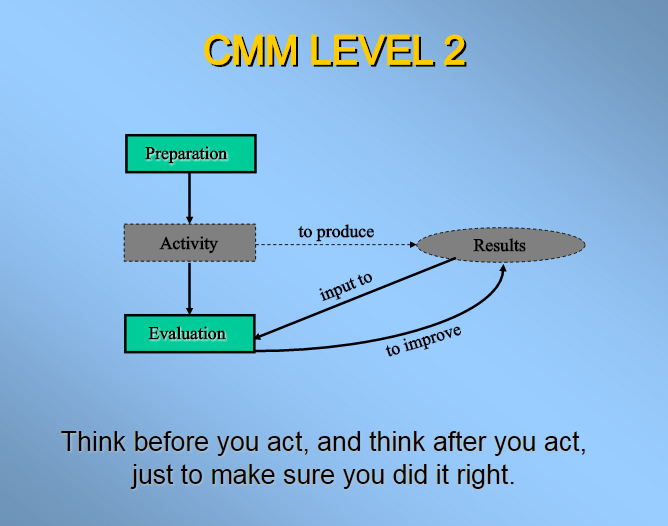 CMM LEVEL 2
Preparation
Activity
to produce
Results
input to
Evaluation
to improve
Think before you act, and think after you act,
just to make sure you did it right.